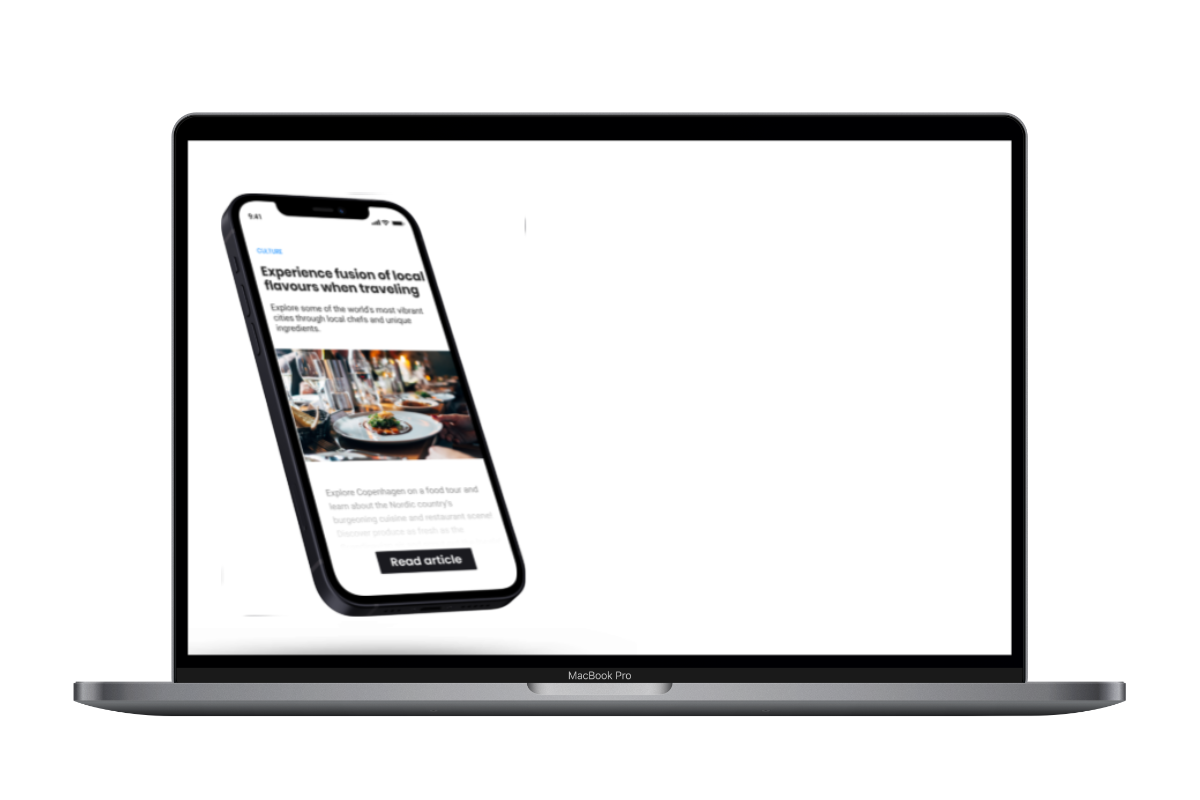 9:41
CULTURE
Experience fusion of local
flavours when traveling
Explore some of the world's most vibrant
cities through local chefs and unique
ingredients.
Explore Copenhagen on a food tour and
learn about the Nordic country's
burgeoning cuisine and restaurant scene!
Discover produce as fresh as the
Read article
MacBook Pro